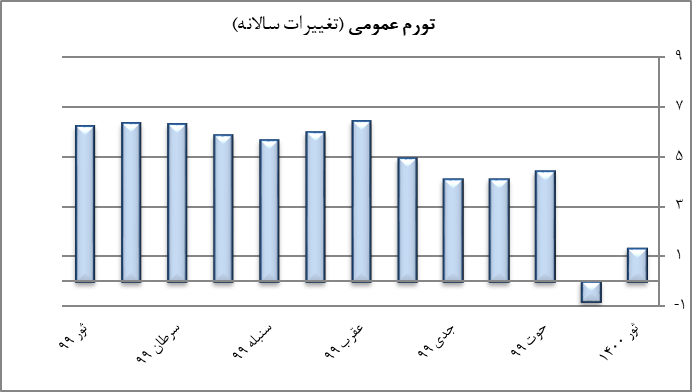 تورم عمومی (تغییرات سالانه)
۹
۷
۵
۳
۱
-۱
ثور ۹۹
سرطان ۹۹
سنبله ۹۹
عقرب ۹۹
جدی ۹۹
حوت ۹۹
ثور ۱۴۰۰